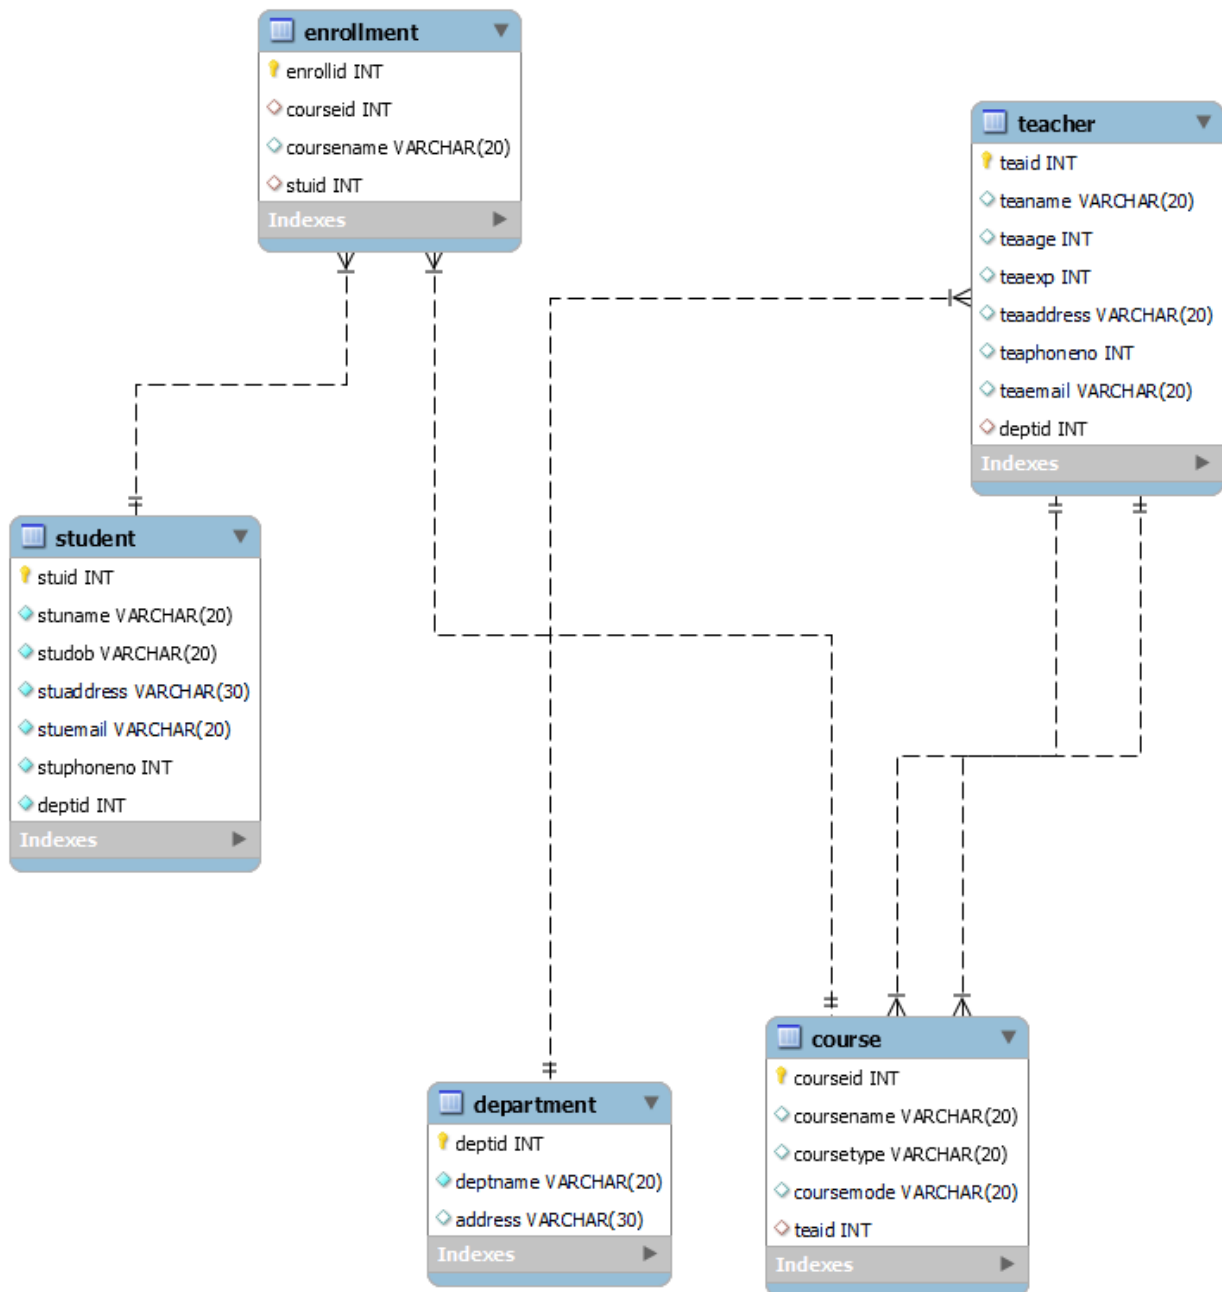 enrollment
enrollid INT
courseid INT
coursename VARCHAR(20)
stuid INT
Indexes
teacher
teaid INT
teaname VARCHAR(20)
teaage INT
teaexp INT
teaaddress VARCHAR(20)
teaphoneno INT
teaemail VARCHAR(20)
deptid INT
Indexes
student
stuid INT
stuname VARCHAR(20)
studob VARCHAR(20)
stuaddress VARCHAR(30)
stuemail VARCHAR(20)
stuphoneno INT
deptid INT
Indexes
department
deptid INT
deptname VARCHAR(20)
address VARCHAR(30)
Indexes
course
courseid INT
coursename VARCHAR(20)
coursetype VARCHAR(20)
coursemode VARCHAR(20)
teaid INT
Indexes